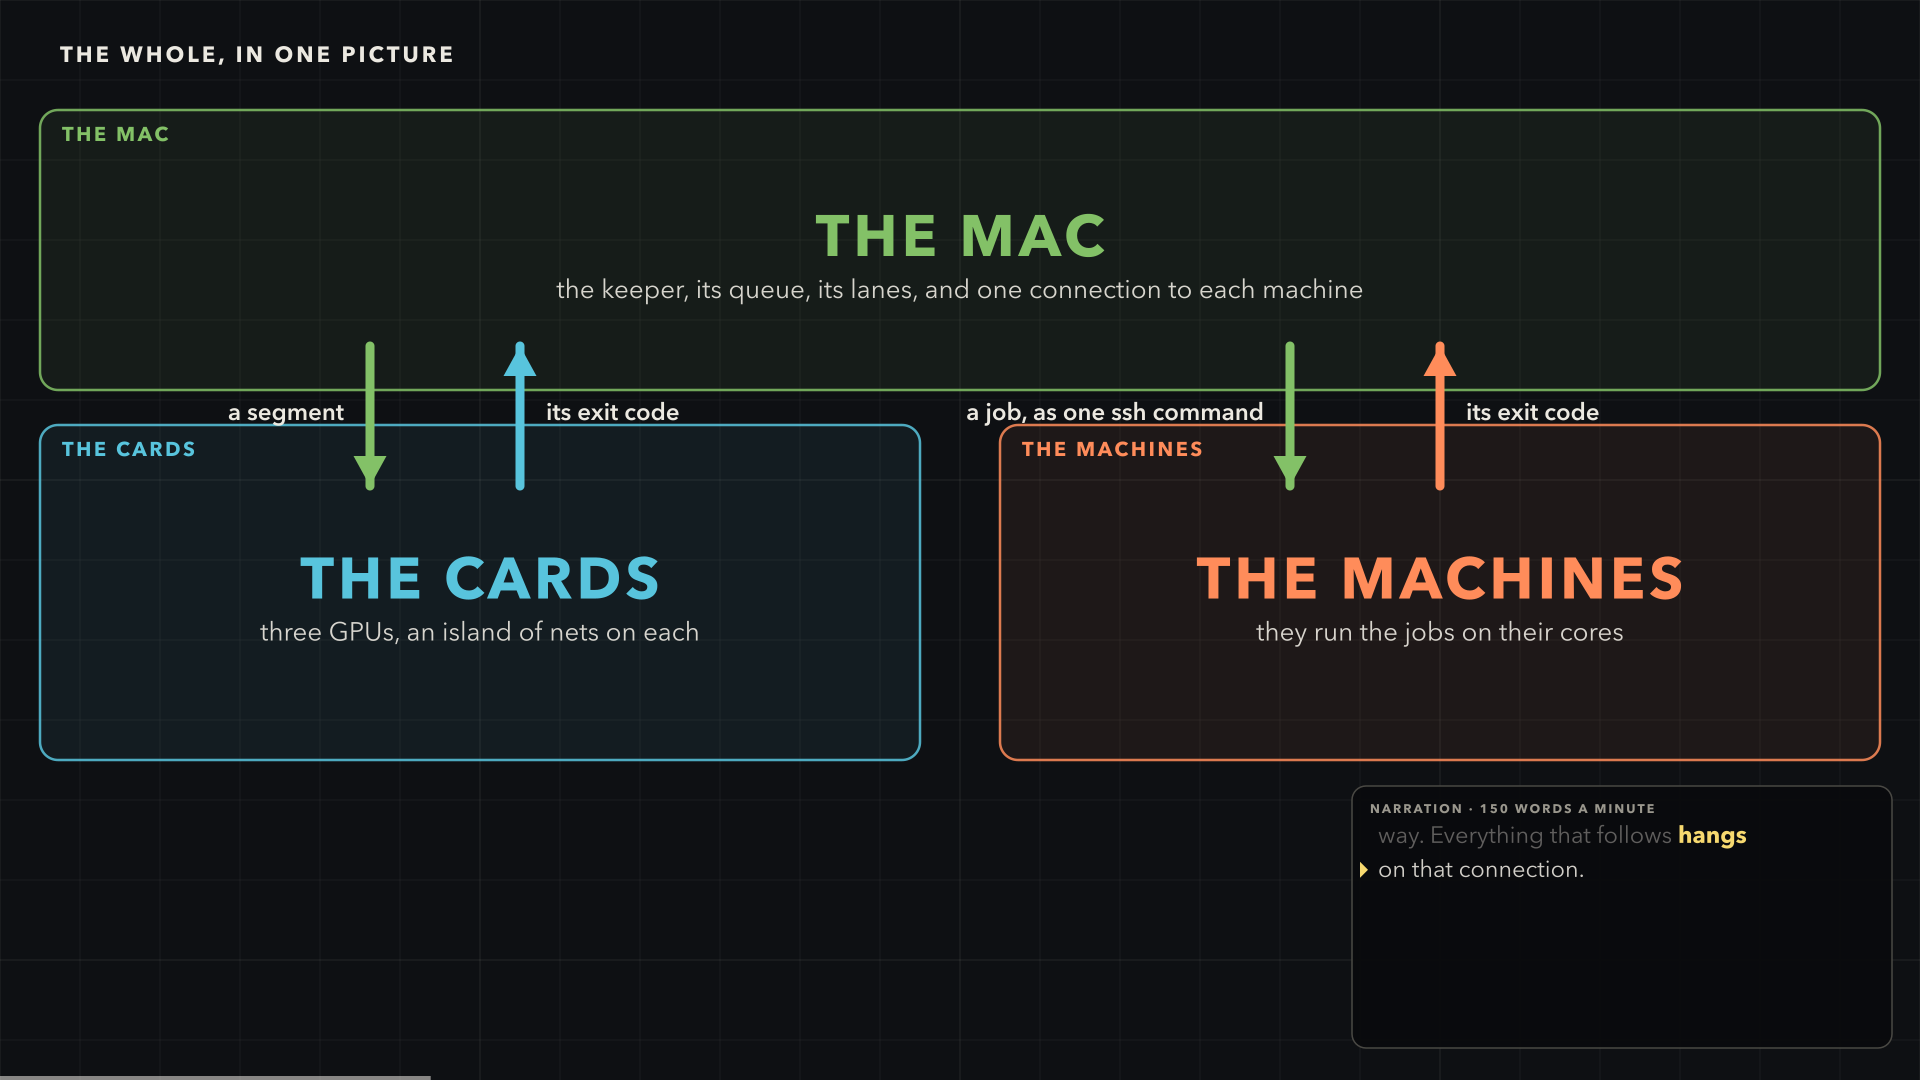 THE WHOLE, IN ONE PICTURE
THE MAC
THE MAC
the keeper, its queue, its lanes, and one connection to each machine
a segment
its exit code
a job, as one ssh command
its exit code
THE CARDS
THE CARDS
three GPUs, an island of nets on each
THE MACHINES
THE MACHINES
they run the jobs on their cores
NARRATION · 150 WORDS A MINUTE
way. Everything that follows hangs
on that connection.